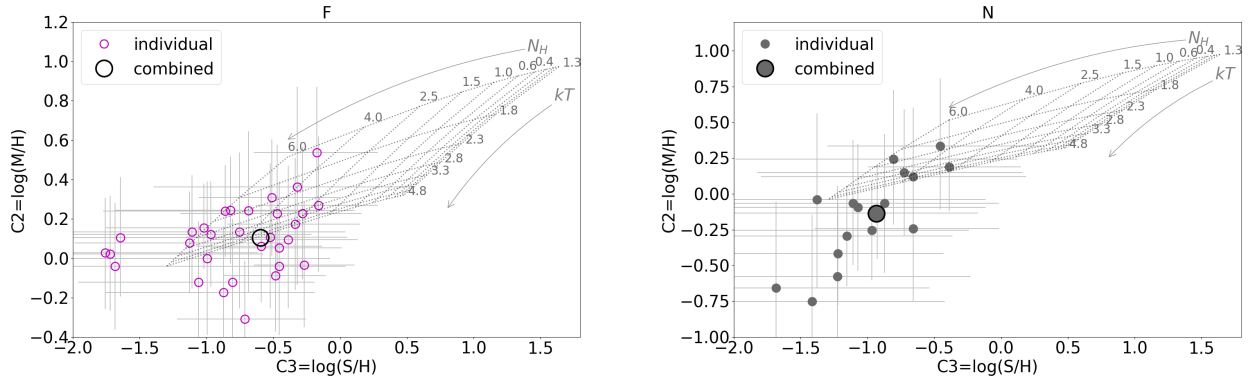 F
1.2
1.0
0.8
0.6
0.4
0.2
0.0
−0.2
−0.4
C2=log(M/H)
individual
combined
N_H
kT
1.3
0.4
0.6
1.0
1.5
2.5
4.0
6.0
1.8
2.3
2.8
3.3
4.8
−2.0 −1.5 −1.0 −0.5 0.0 0.5 1.0 1.5
C3=log(S/H)
N
1.00
0.75
0.50
0.25
0.00
−0.25
−0.50
−0.75
−1.00
C2=log(M/H)
individual
combined
N_H
kT
1.3
0.4
0.6
1.0
1.5
2.5
4.0
6.0
1.8
2.3
2.8
3.3
4.8
−2.0 −1.5 −1.0 −0.5 0.0 0.5 1.0 1.5
C3=log(S/H)